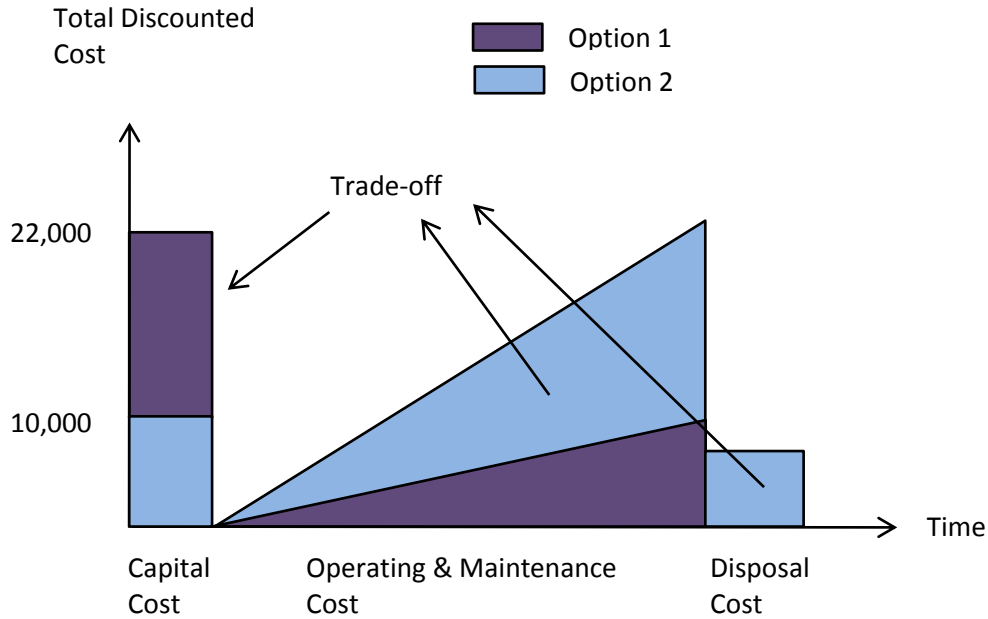 Total Discounted
Cost
Option 1
Option 2
Trade-off
22,000
10,000
Time
Capital
Cost
Operating & Maintenance
Cost
Disposal
Cost